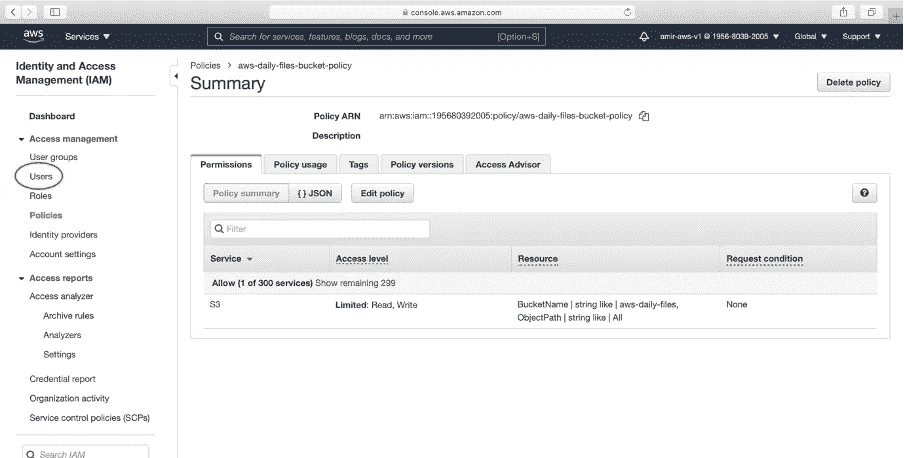 console.aws.amazon.com
aws Services ▼ Search for services, features, blogs, docs, and more [Option+S] amir-aws-v1 @ 1956-8039-2005 ▼ Global ▼ Support ▼
Identity and Access
Management (IAM)
Dashboard
Access management
User groups
Users
Roles
Policies
Identity providers
Account settings
Access reports
Access analyzer
Archive rules
Analyzers
Settings
Credential report
Organization activity
Service control policies (SCPs)
Search IAM
Policies > aws-daily-files-bucket-policy
Summary
Delete policy
Policy ARN arn:aws:iam::195680392005:policy/aws-daily-files-bucket-policy
Description
Permissions Policy usage Tags Policy versions Access Advisor
Policy summary { } JSON Edit policy
Filter
Service ▼ Access level Resource Request condition
Allow (1 of 300 services) Show remaining 299
S3 Limited: Read, Write BucketName | string like | aws-daily-files, None
ObjectPath | string like | All